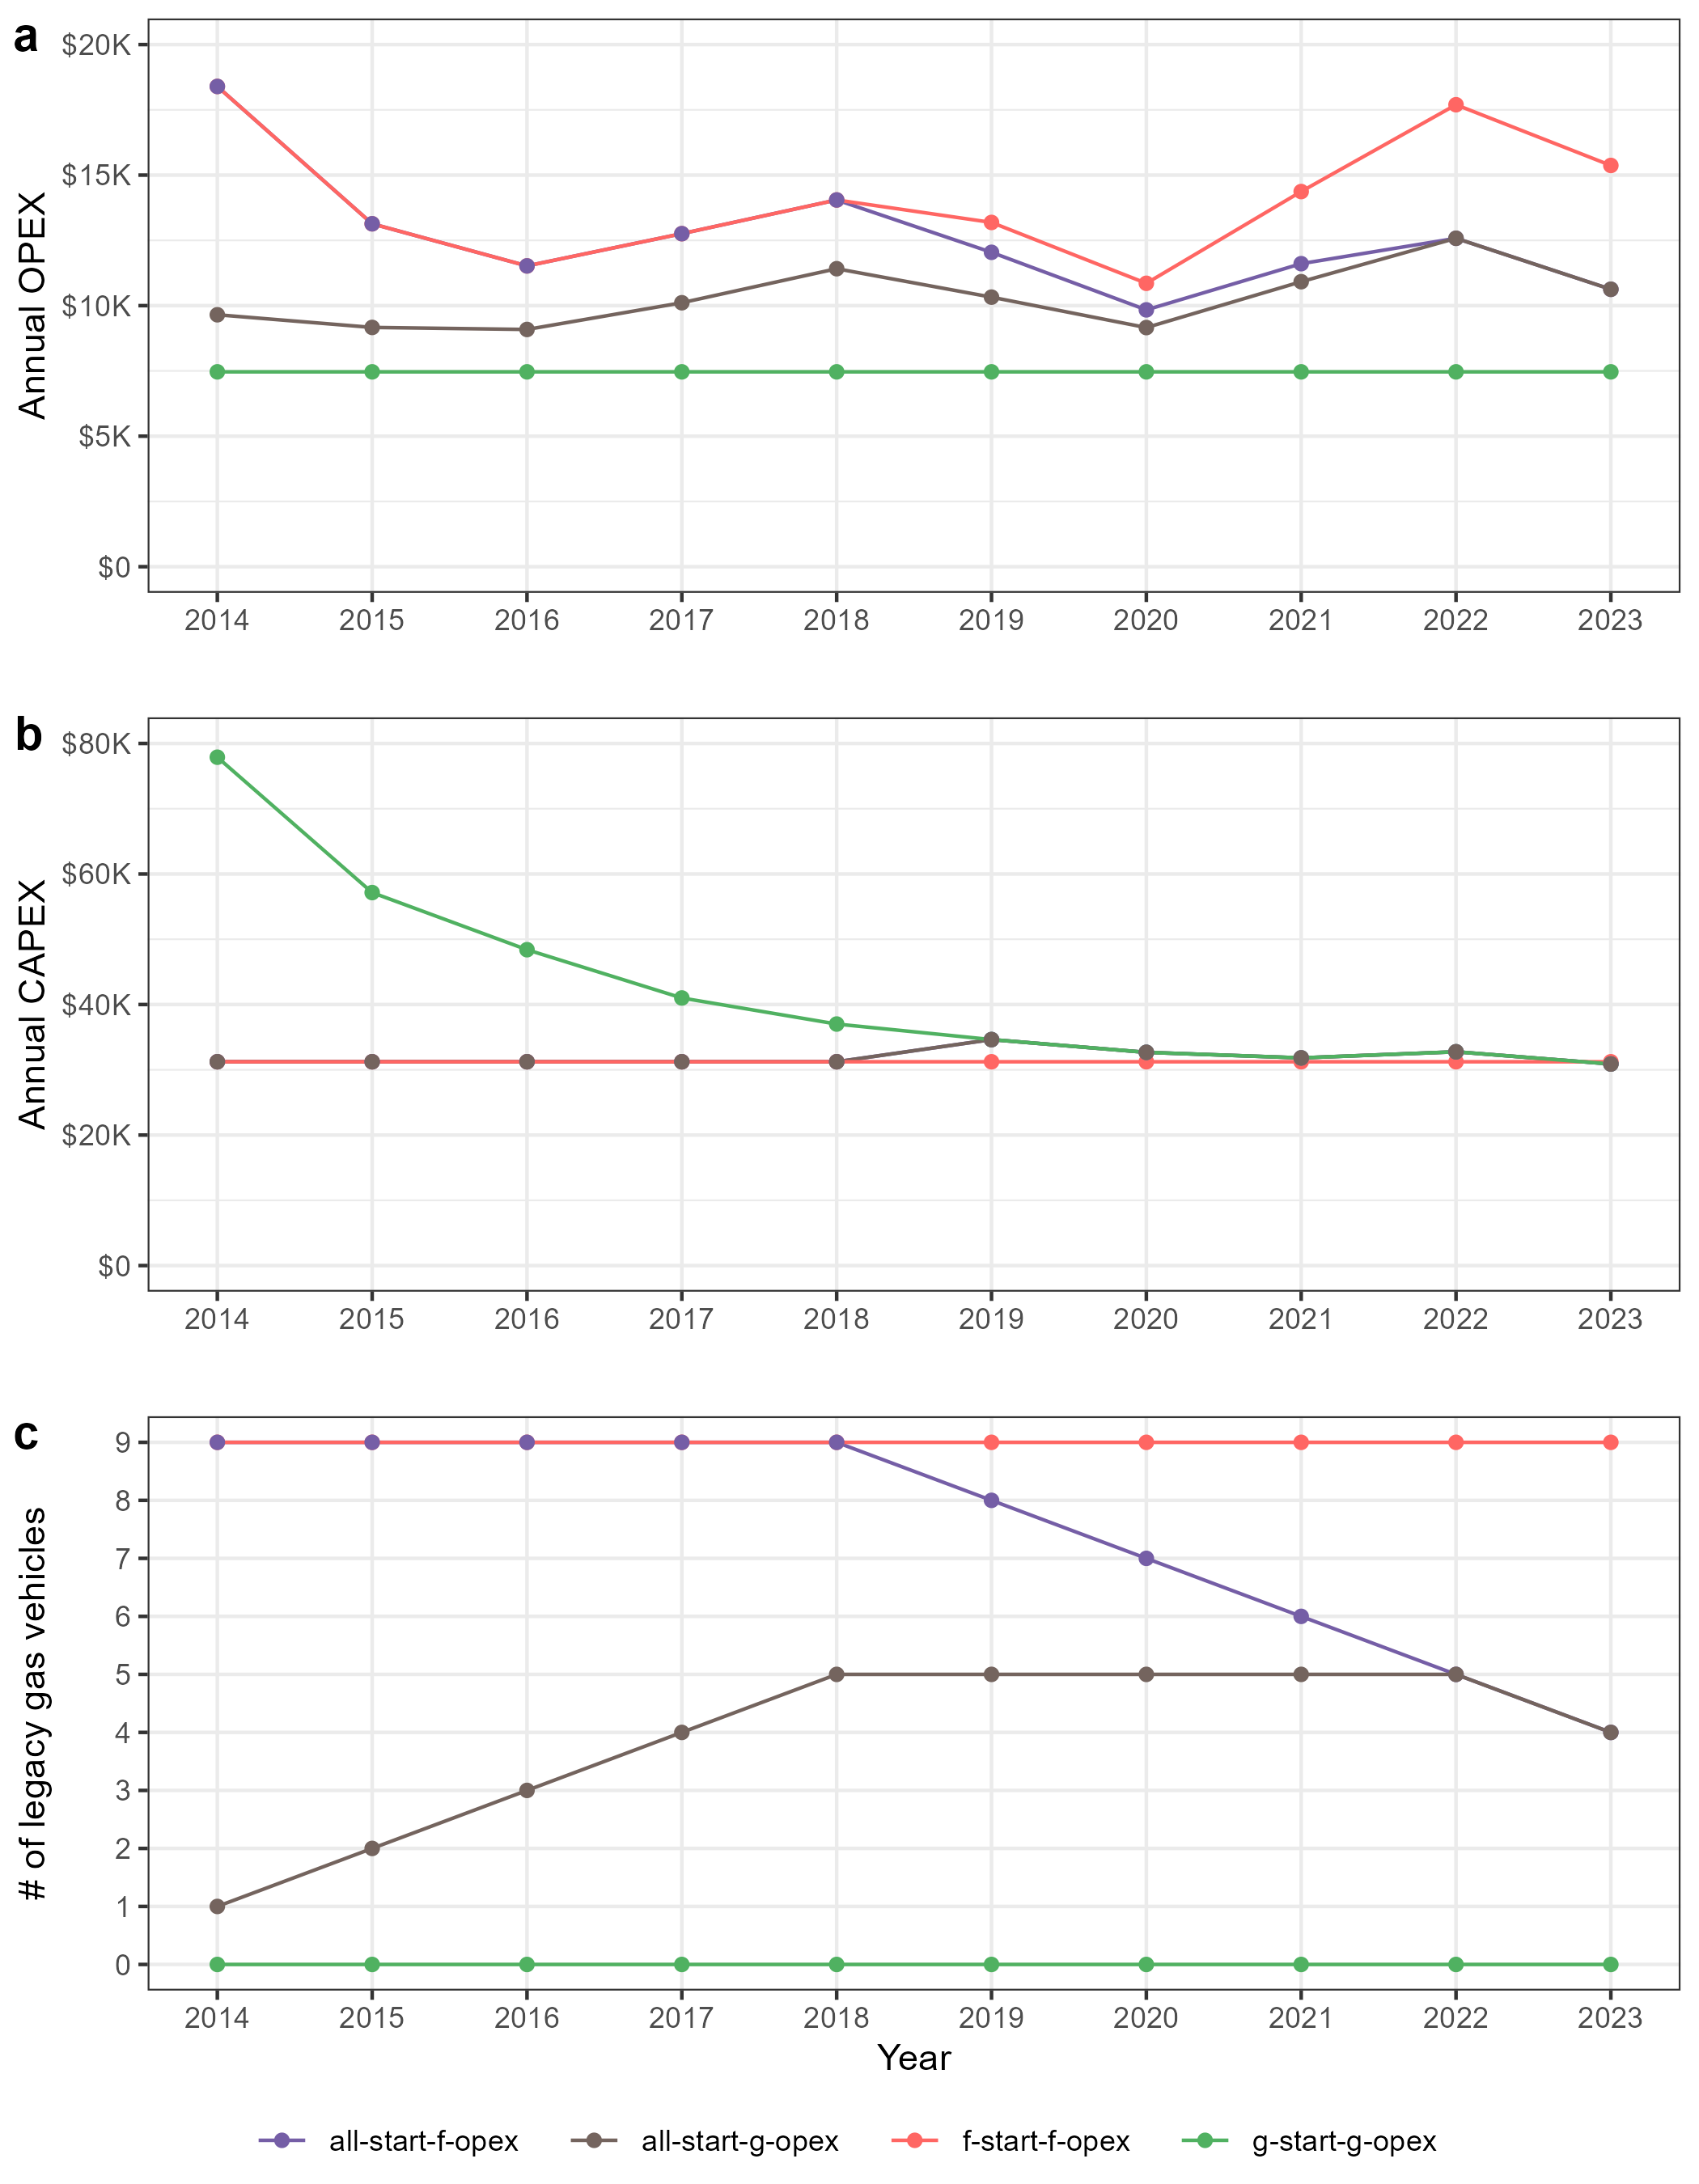 a
Annual OPEX
$20K
$15K
$10K
$5K
$0
2014 2015 2016 2017 2018 2019 2020 2021 2022 2023
b
Annual CAPEX
$80K
$60K
$40K
$20K
$0
2014 2015 2016 2017 2018 2019 2020 2021 2022 2023
c
# of legacy gas vehicles
9
8
7
6
5
4
3
2
1
0
2014 2015 2016 2017 2018 2019 2020 2021 2022 2023
Year
all-start-f-opex all-start-g-opex f-start-f-opex g-start-g-opex